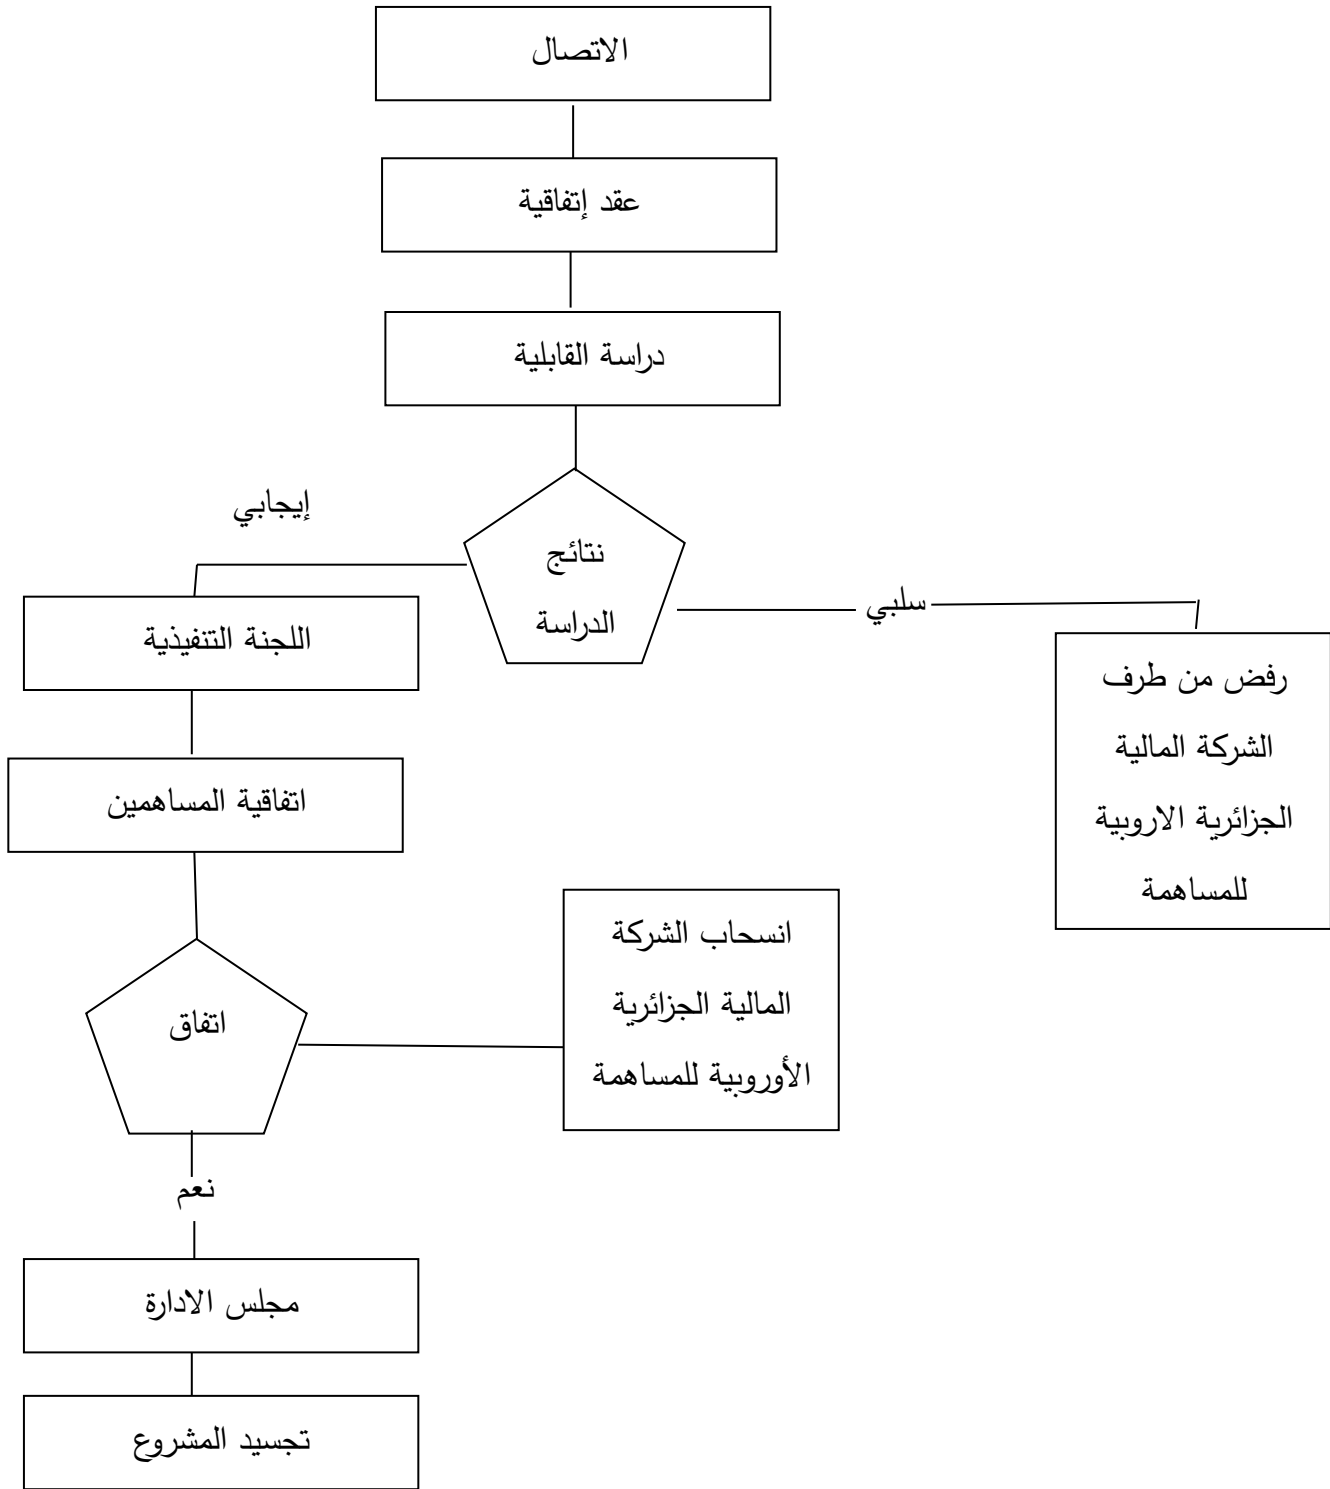 الاتصال
عقد إتفاقية
دراسة القابلية
نتائج
الدراسة
إيجابي
سلبي
اللجنة التنفيذية
رفض من طرف
الشركة المالية
الجزائرية الاروبية
للمساهمة
اتفاقية المساهمين
اتفاق
انسحاب الشركة
المالية الجزائرية
الأوروبية للمساهمة
نعم
مجلس الادارة
تجسيد المشروع